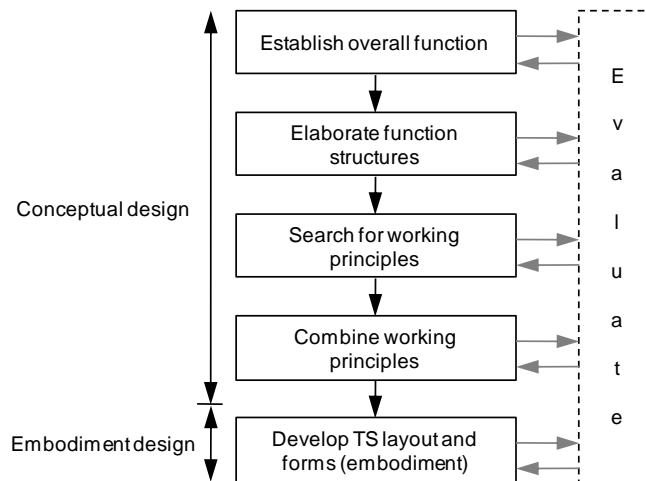 Establish overall function
Elaborate function
structures
Conceptual design
Search for working
principles
Combine working
principles
Embodiment design
Develop TS layout and
forms (embodiment)
E
v
a
l
u
a
t
e